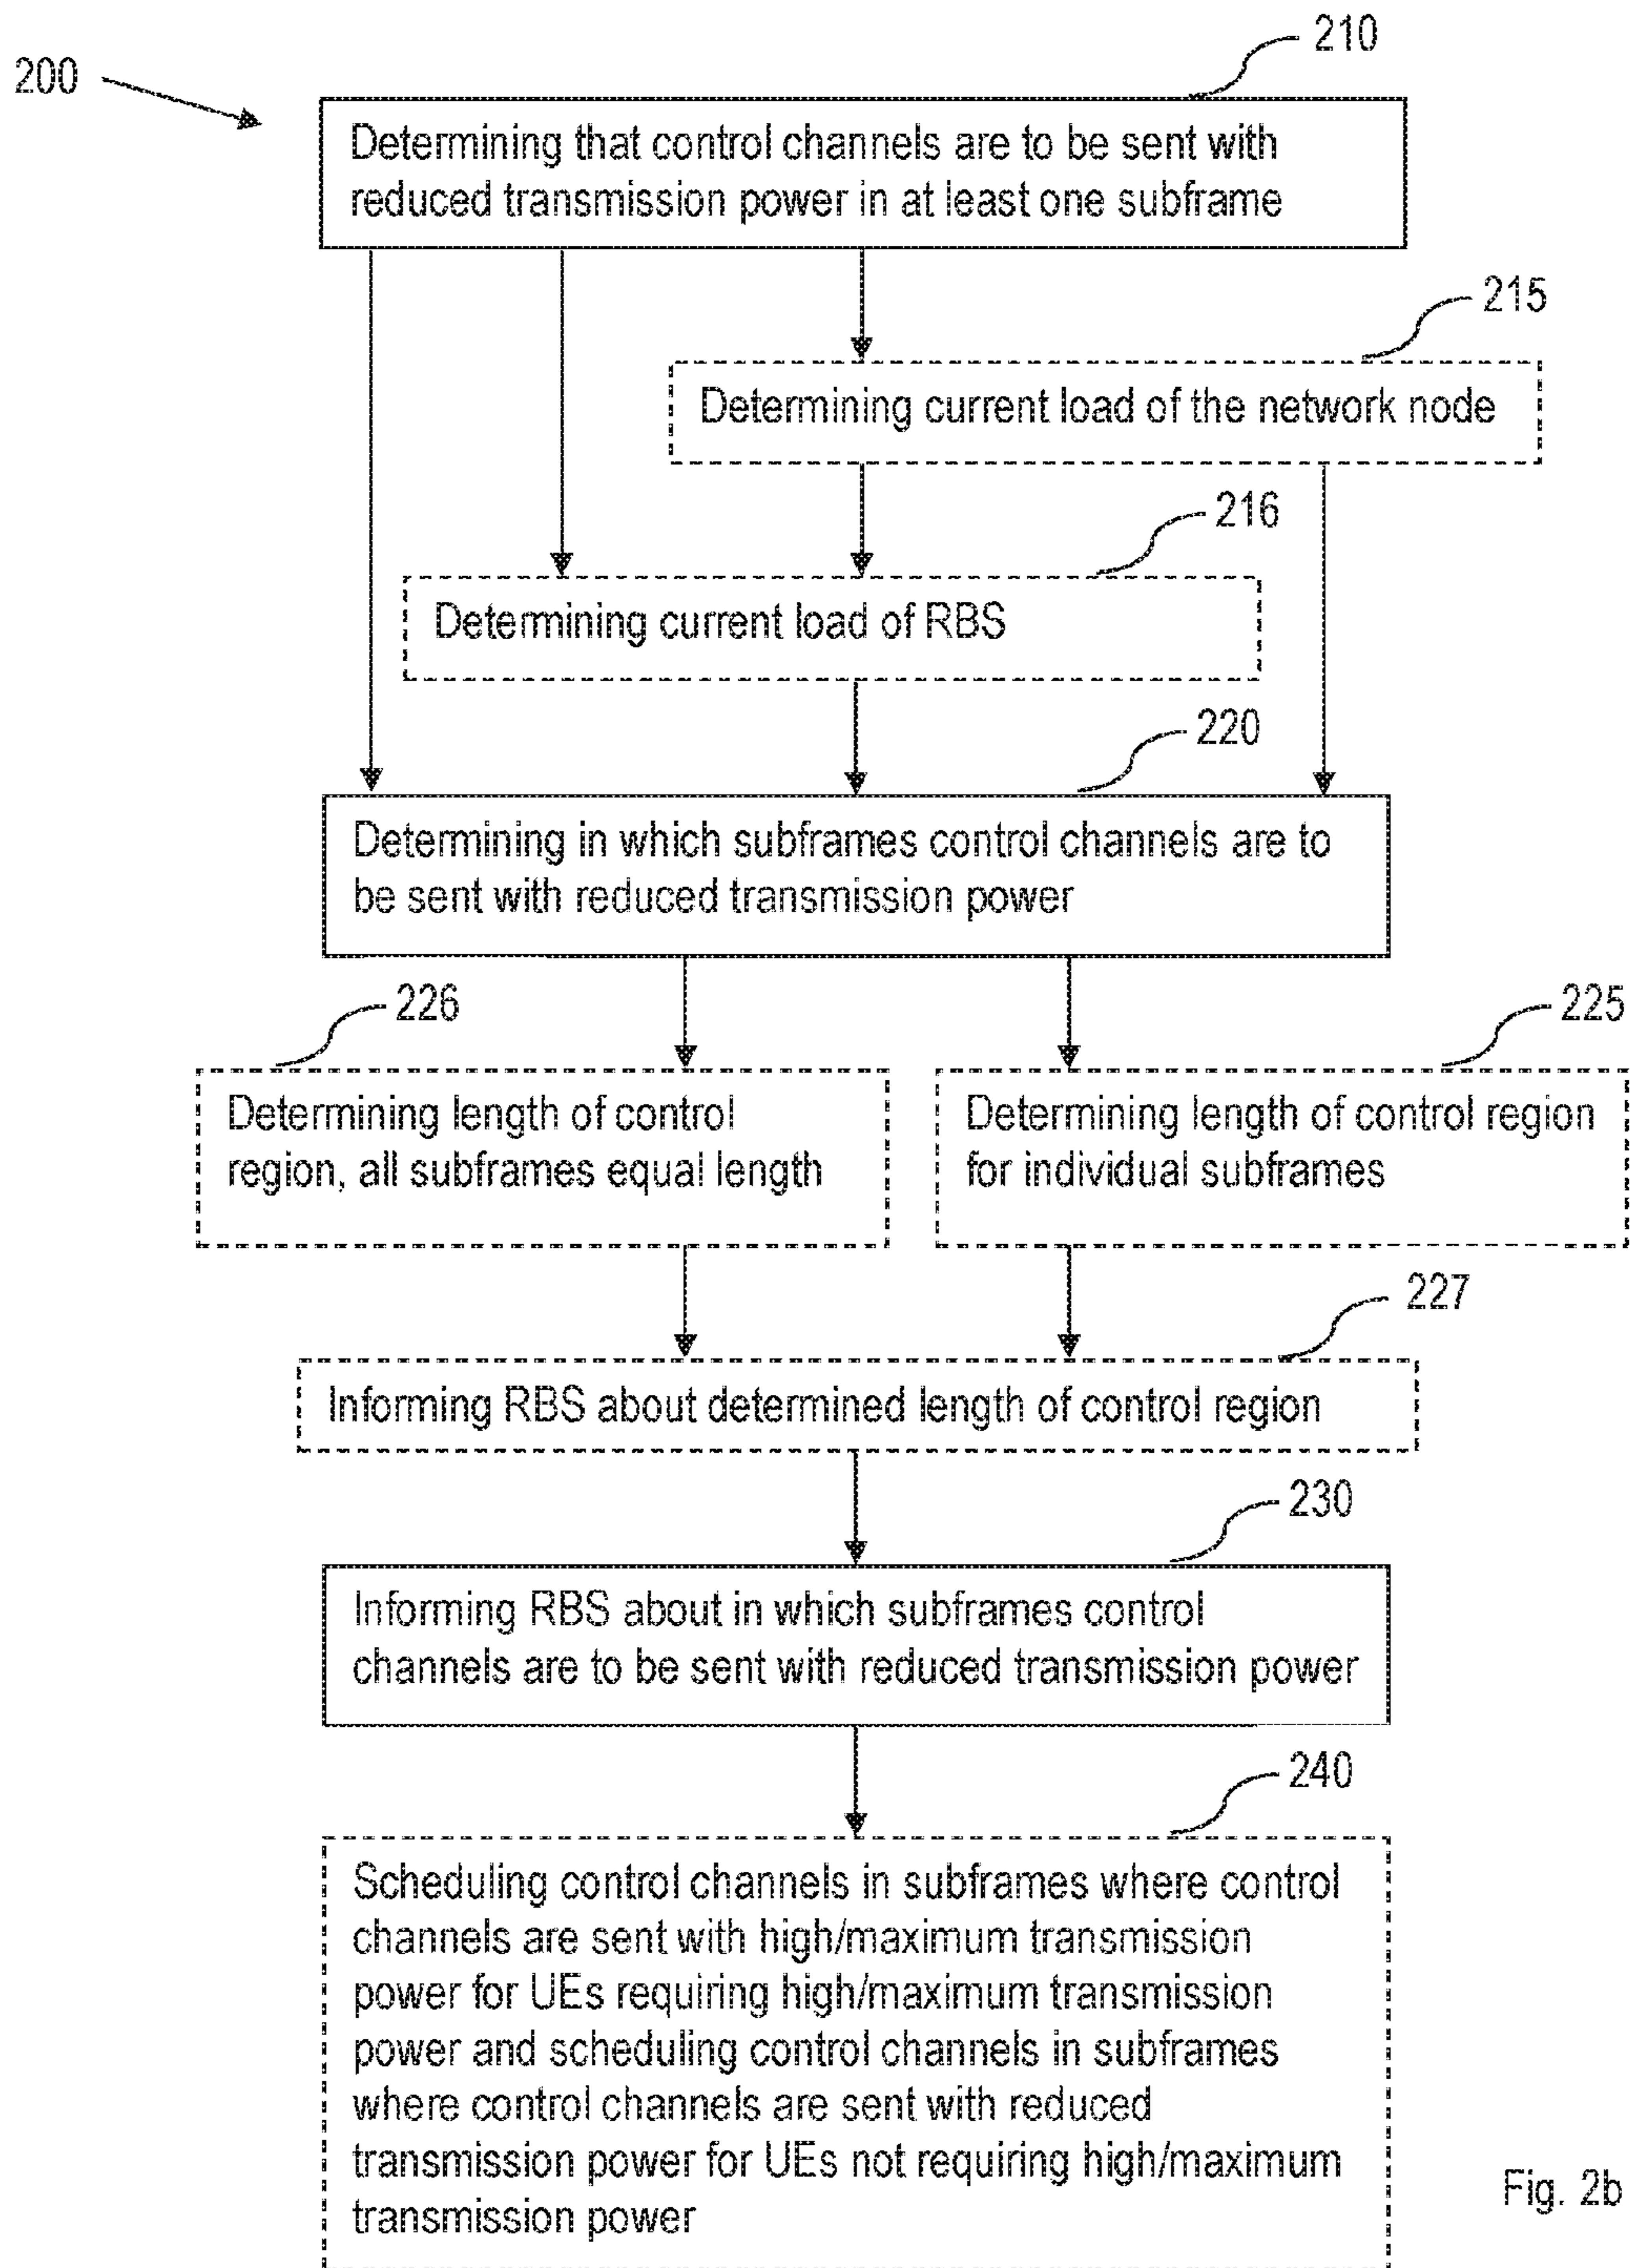 210
200
Determining that control channels are to be sent with
reduced transmission power in at least one subframe
215
Determining current load of the network node
216
Determining current load of RBS
220
Determining in which subframes control channels are to
be sent with reduced transmission power
226
225
Determining length of control
region, all subframes equal length
Determining length of control region
for individual subframes
227
Informing RBS about determined length of control region
230
Informing RBS about in which subframes control
channels are to be sent with reduced transmission power
240
Scheduling control channels in subframes where control
channels are sent with high/maximum transmission
power for UEs requiring high/maximum transmission
power and scheduling control channels in subframes
where control channels are sent with reduced
transmission power for UEs not requiring high/maximum
transmission power
Fig. 2b